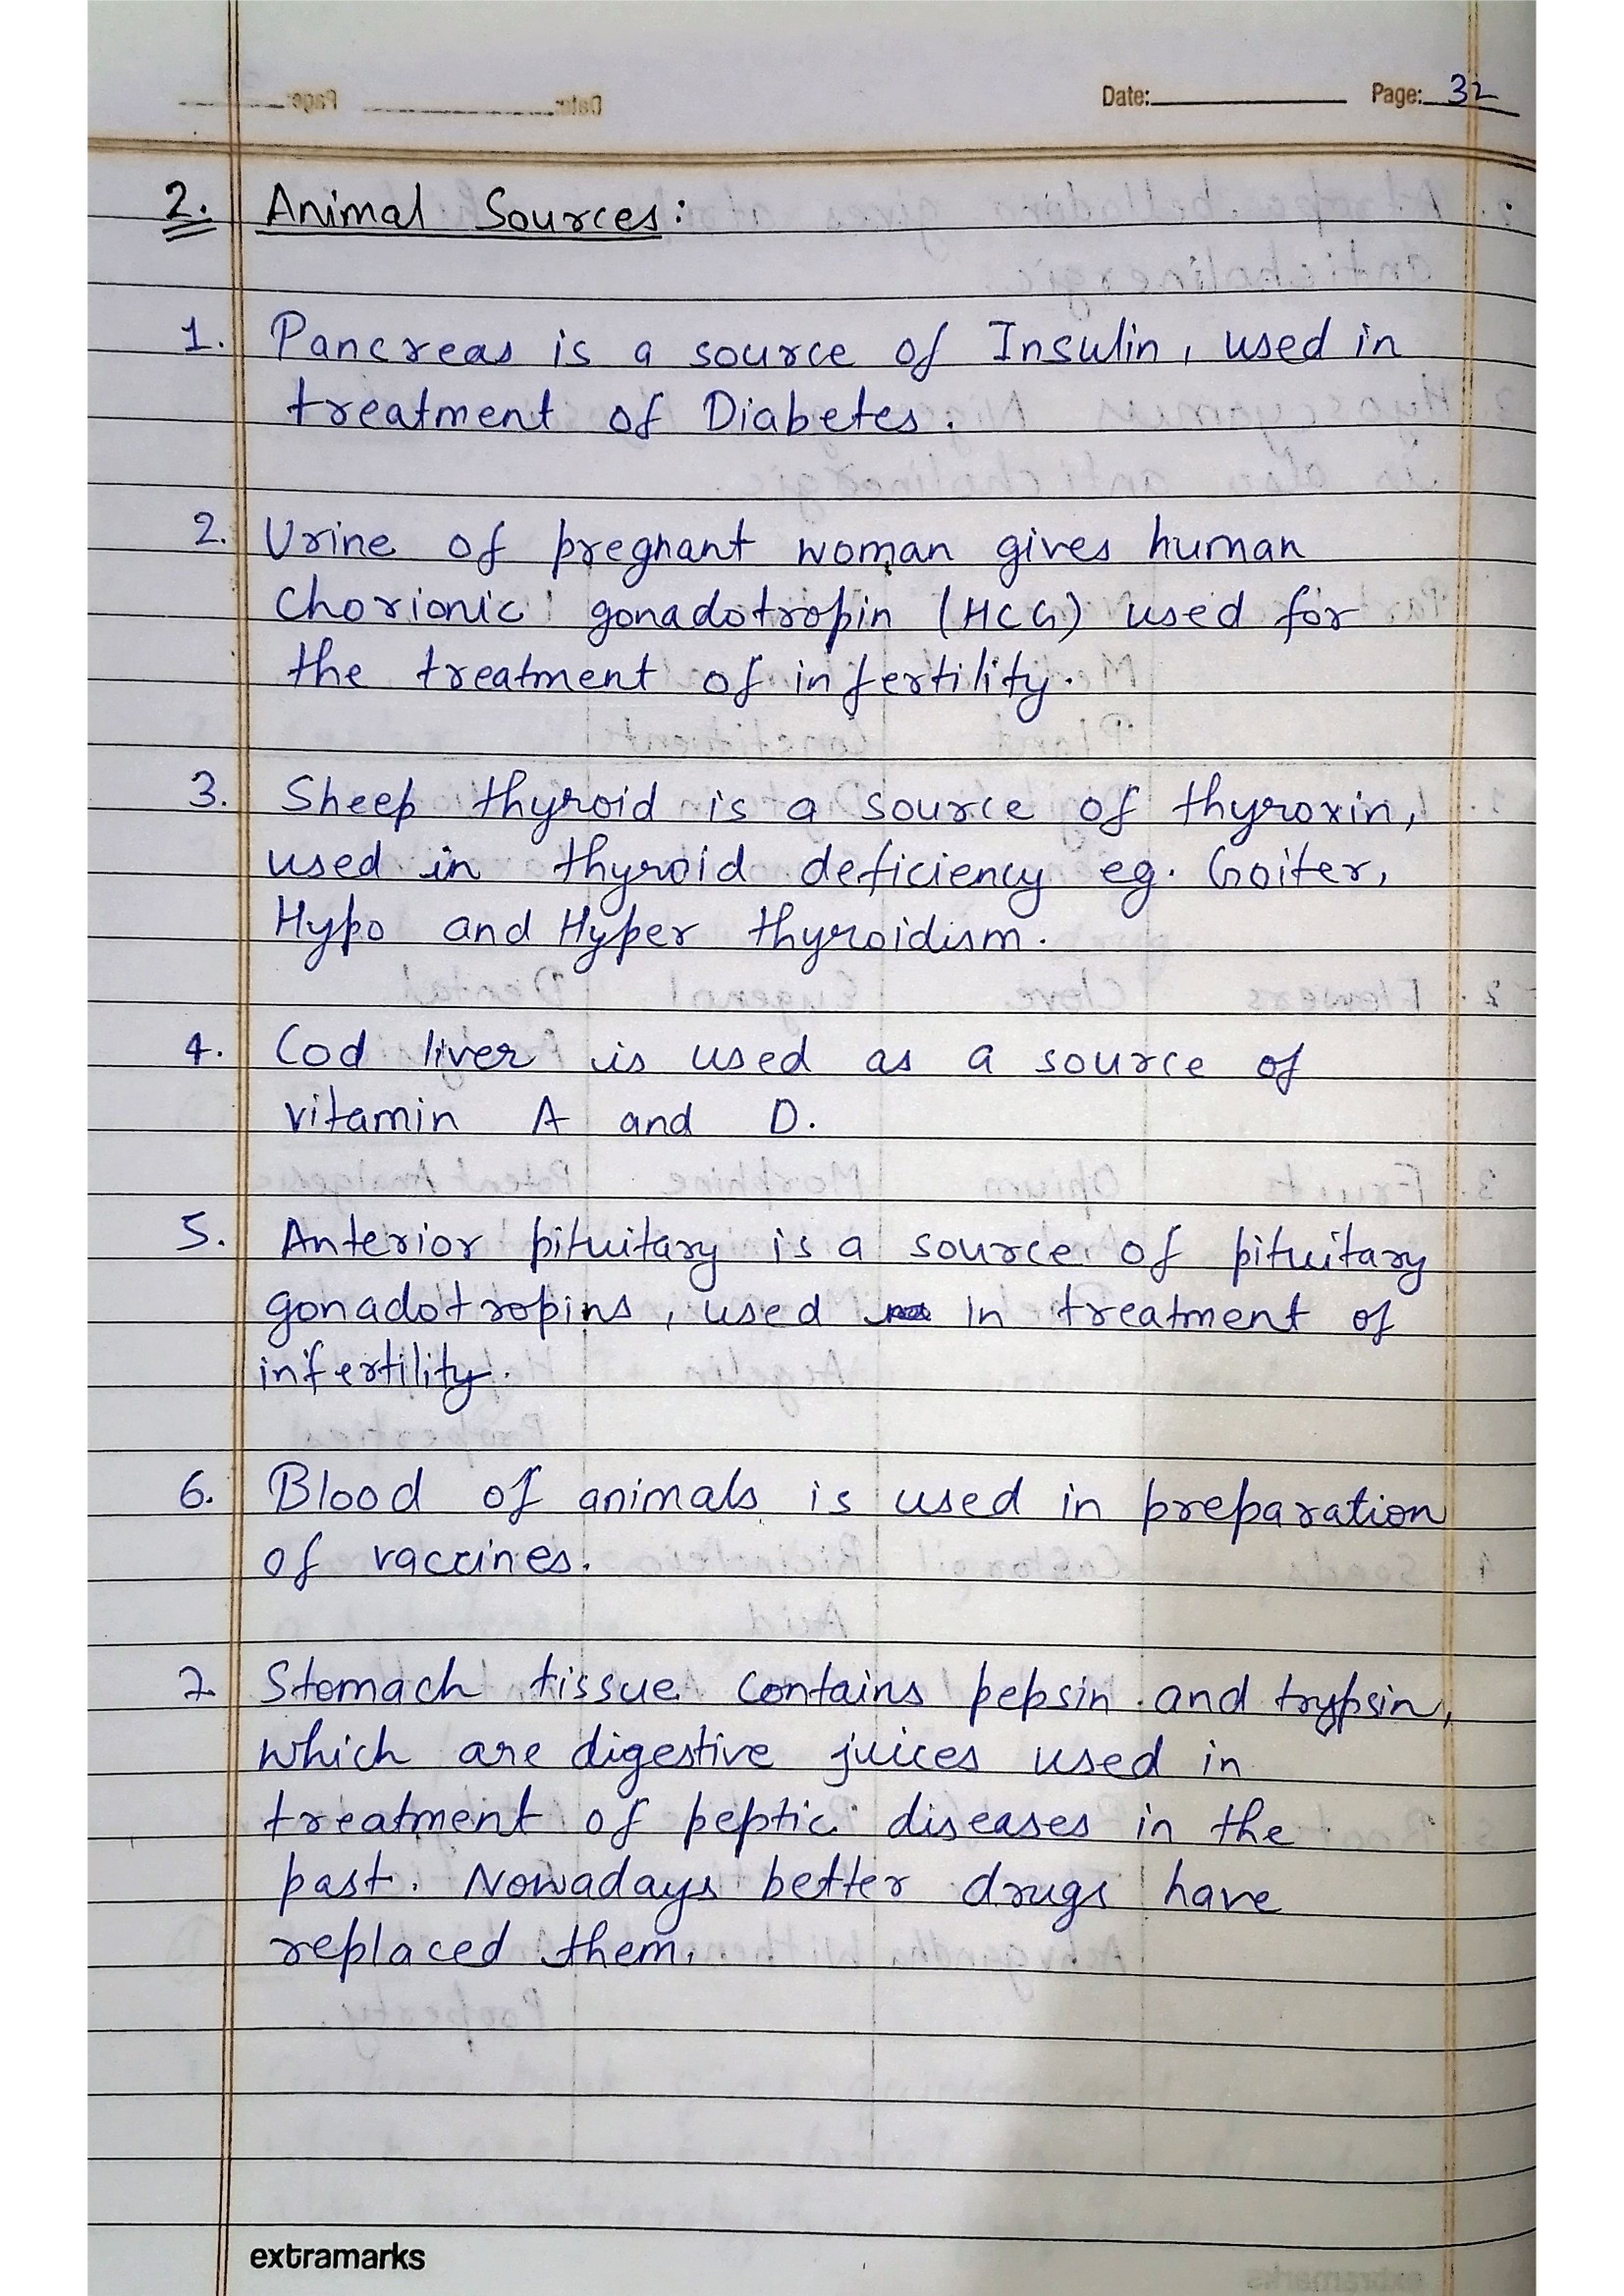 Date: Page: 32
2. Animal Sources:
1. Pancreas is a source of Insulin, used in
treatment of Diabetes.
2. Urine of pregnant woman gives human
Chorionic gonadotropin (HCG) used for
the treatment of infertility.
3. Sheep thyroid is a source of thyroxin,
used in thyroid deficiency eg. Goiter,
Hypo and Hyper thyroidism.
4. Cod liver is used as a source of
vitamin A and D.
5. Anterior pituitary is a source of pituitary
gonadotropins, used in treatment of
infertility.
6. Blood of animals is used in preparation
of vaccines.
7. Stomach tissue contains pepsin and trypsin,
which are digestive juices used in
treatment of peptic diseases in the
past. Nowadays better drugs have
replaced them.
extramarks